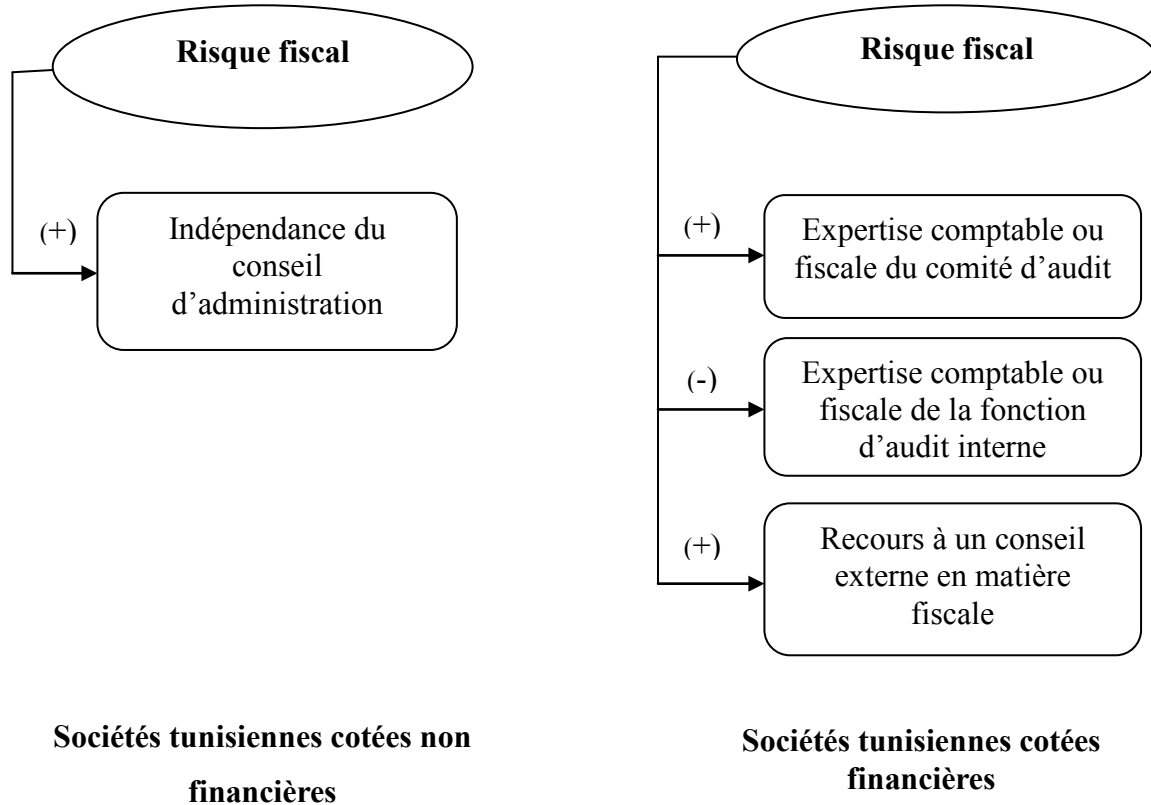 Risque fiscal
(+)
Indépendance du
conseil
d’administration
Sociétés tunisiennes cotées non
financières
Risque fiscal
(+)
Expertise comptable ou
fiscale du comité d’audit
(-)
Expertise comptable ou
fiscale de la fonction
d’audit interne
(+)
Recours à un conseil
externe en matière
fiscale
Sociétés tunisiennes cotées
financières